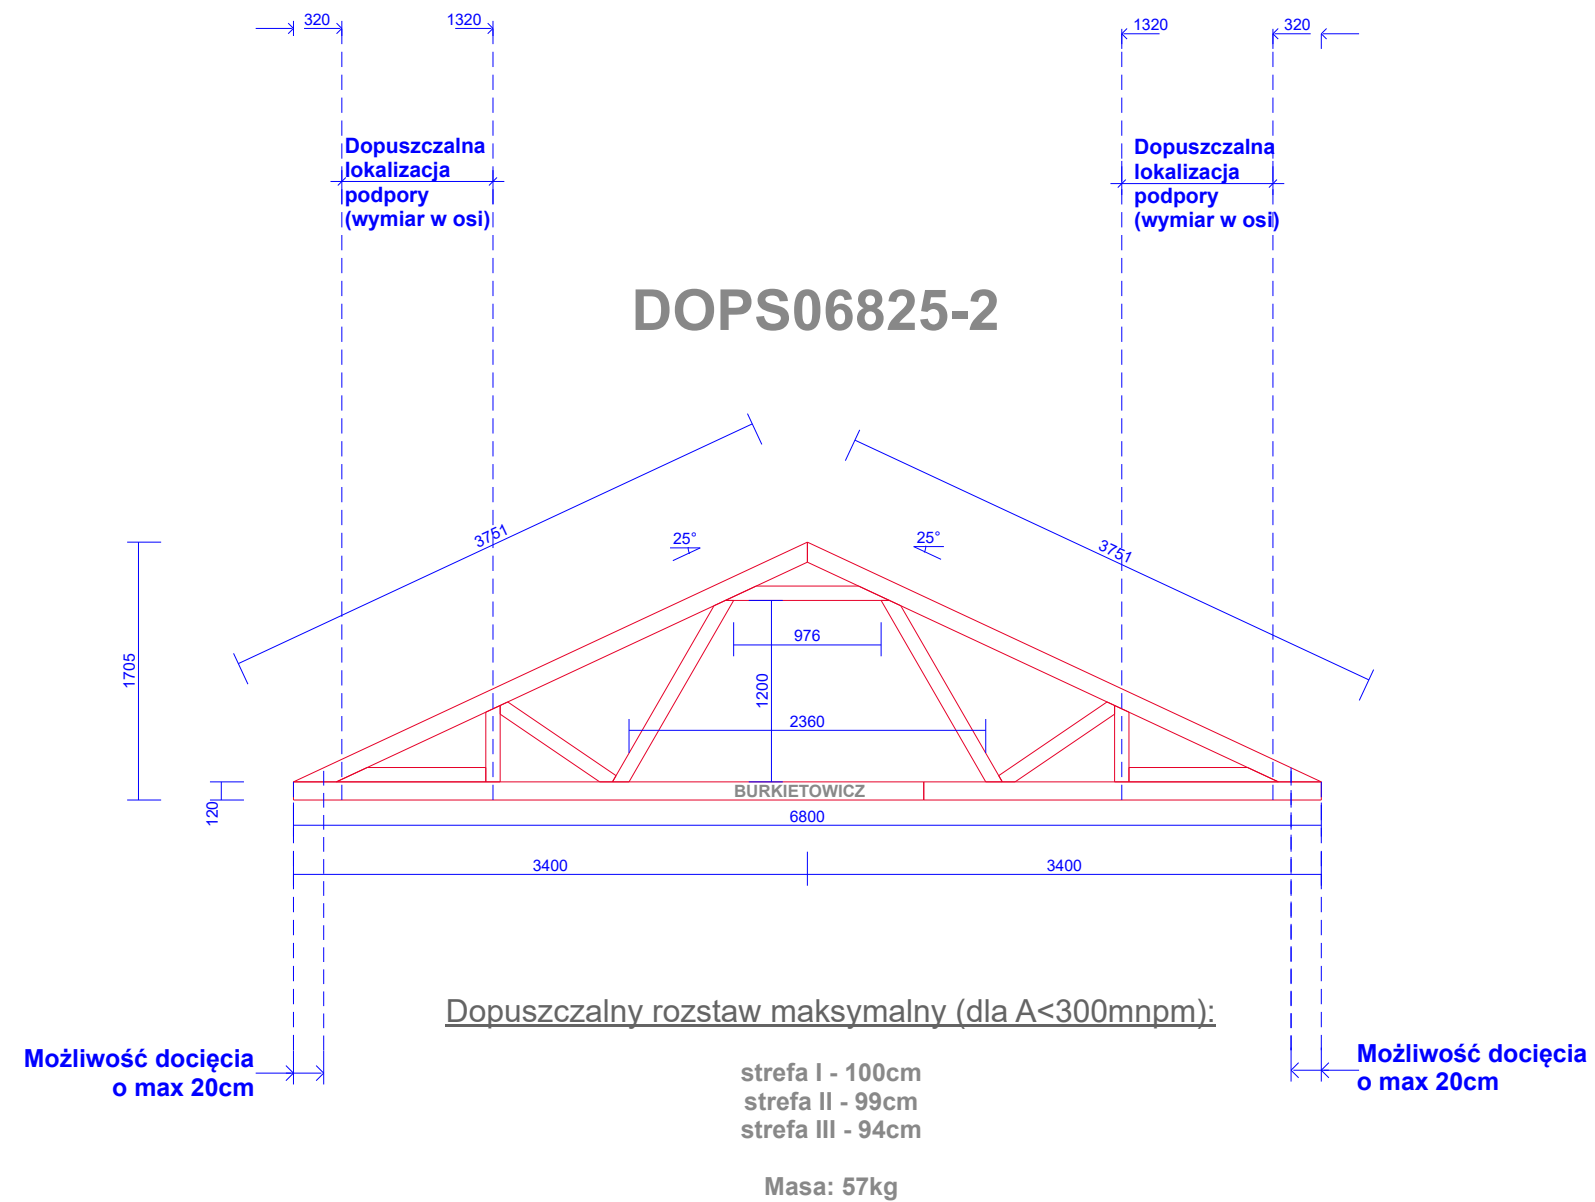 320
1320
1320
320
Dopuszczalna
lokalizacja
podpory
(wymiar w osi)
Dopuszczalna
lokalizacja
podpory
(wymiar w osi)
DOPS06825-2
3751
25°
25°
3751
1705
976
1200
2360
120
BURKIETOWICZ
6800
3400
3400
Dopuszczalny rozstaw maksymalny (dla A<300mnpm):
Możliwość docięcia
o max 20cm
Możliwość docięcia
o max 20cm
strefa I - 100cm
strefa II - 99cm
strefa III - 94cm
Masa: 57kg